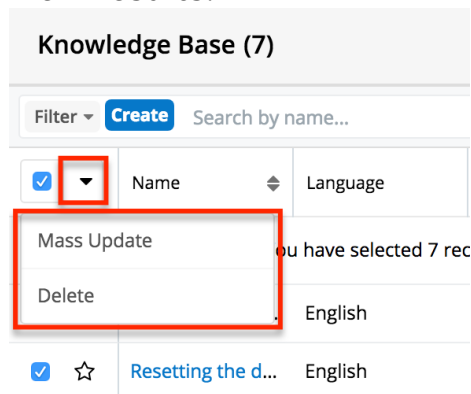 Knowledge Base (7)
Filter Create Search by name...
Name Language
Mass Update
you have selected 7 rec
Delete
. English
Resetting the d... English